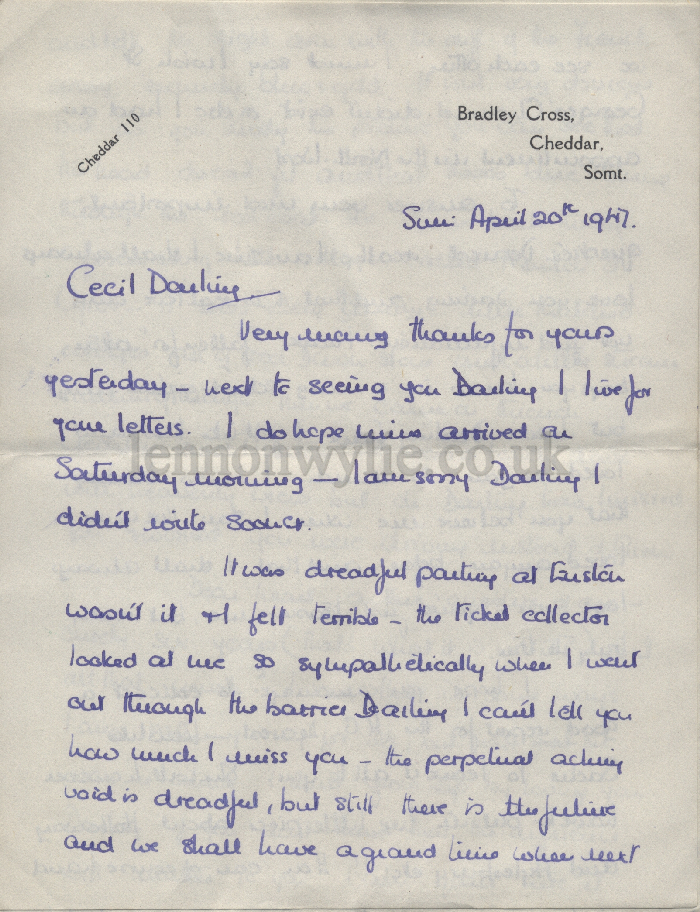 Cheddar 110
Bradley Cross,
Cheddar,
Somt.
Sun: April 20th 1947.
Cecil Darling
Very many thanks for yours
yesterday – next to seeing you Darling I live for
your letters. I do hope mine arrived on
Saturday morning – I am sorry Darling I
didn't write sooner.
lennonwylie.co.uk
It was dreadful parting at Euston
wasn't it & I felt terrible – the ticket collector
looked at me so sympathetically when I went
out through the barrier Darling I can't tell you
how much I miss you – the perpetual aching
void is dreadful, but still there is the future
and we shall have a grand time when next